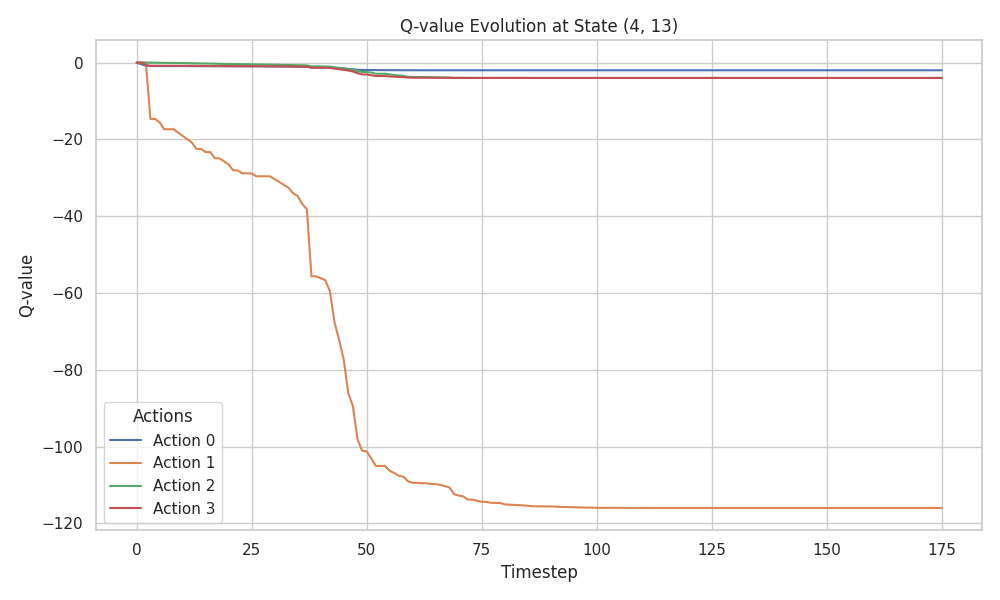 Q-value Evolution at State (4, 13)
Q-value
0
−20
−40
−60
−80
−100
−120
Actions
Action 0
Action 1
Action 2
Action 3
0 25 50 75 100 125 150 175
Timestep